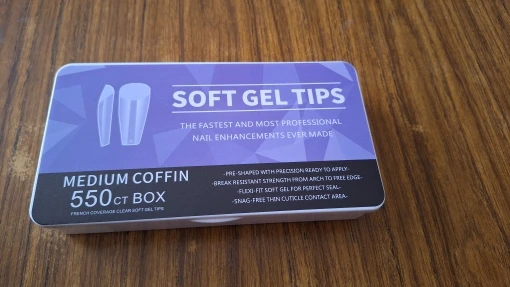 SOFT GEL TIPS
THE FASTEST AND MOST PROFESSIONAL
NAIL ENHANCEMENTS EVER MADE
MEDIUM COFFIN
550CT BOX
FRENCH COVERAGE CLEAR SOFT GEL TIPS
-PRE-SHAPED WITH PRECISION READY TO APPLY-
-BREAK RESISTANT STRENGTH FROM ARCH TO FREE EDGE-
-FLEXI-FIT SOFT GEL FOR PERFECT SEAL-
-SNAG-FREE THIN CUTICLE CONTACT AREA-